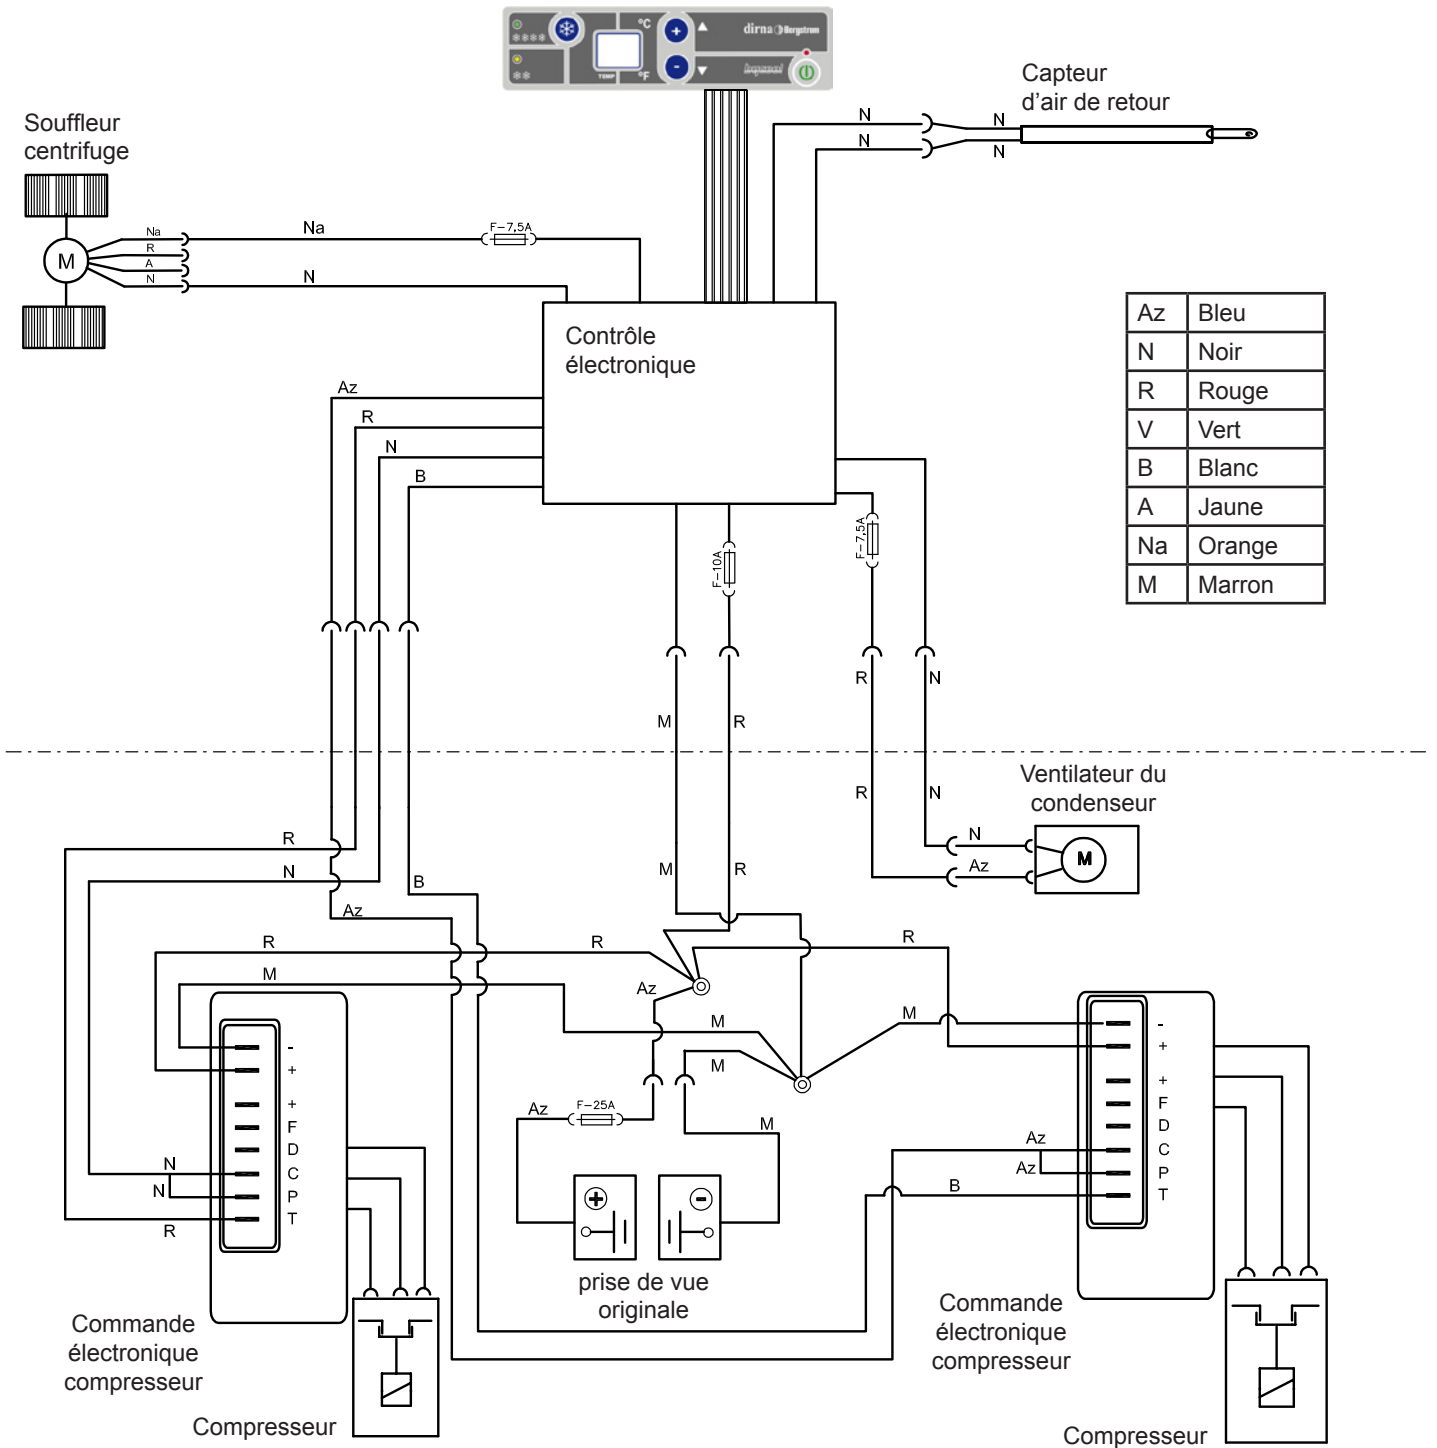 °C
dirna Bergstrom
TEMP
°F
Capteur
d'air de retour
N
N
N
N
Souffleur
centrifuge
M
Na
R
A
N
Na
F-7,5A
N
Contrôle
électronique
Az Bleu
N Noir
R Rouge
V Vert
B Blanc
A Jaune
Na Orange
M Marron
Az
R
N
B
F-10A
F-7,5A
R
N
M
R
Ventilateur du
condenseur
R
N
N
Az
M
R
N
B
Az
M
R
R
R
R
M
Az
M
M
M
-
+
+
F
D
C
P
T
N
N
R
Az
F-25A
M
+
-
prise de vue
originale
-
+
+
F
D
C
P
T
Az
Az
B
Commande
électronique
compresseur
Compresseur
Commande
électronique
compresseur
Compresseur